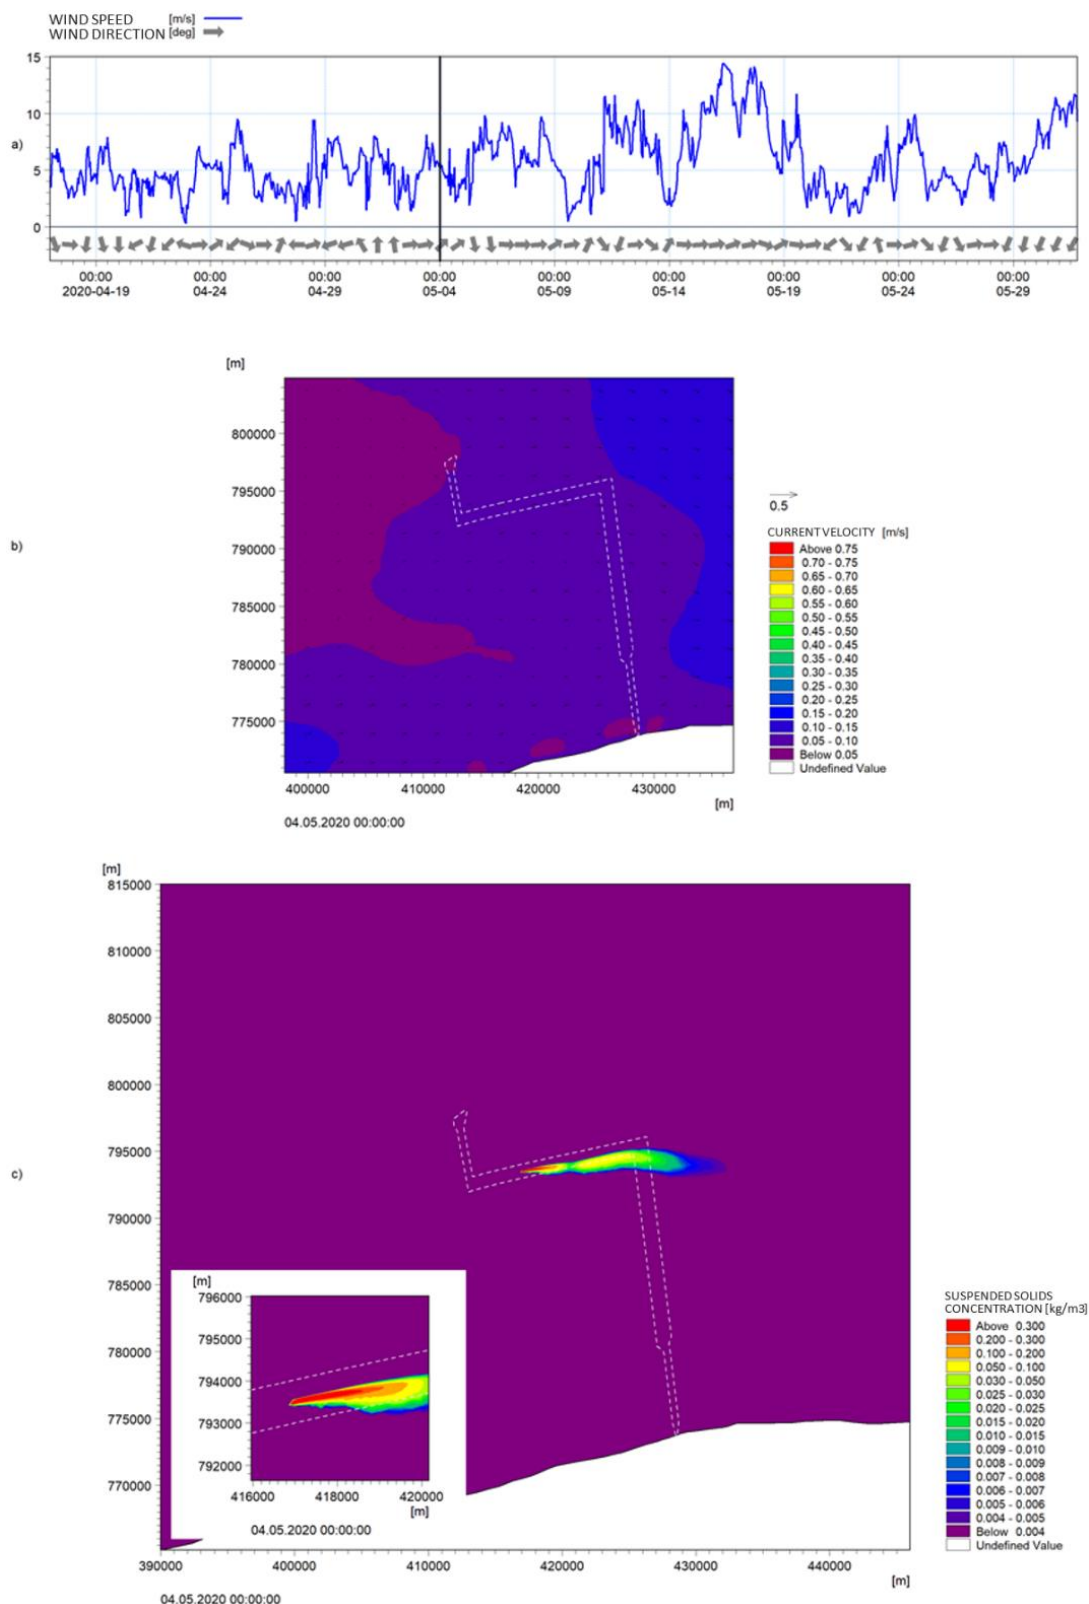 WIND SPEED [m/s]
WIND DIRECTION [deg]
15
10
5
0
a)
00:00 00:00 00:00 00:00 00:00 00:00 00:00 00:00 00:00
2020-04-19 04-24 04-29 05-04 05-09 05-14 05-19 05-24 05-29
[m]
800000
795000
790000
785000
780000
775000
b)
400000 410000 420000 430000
[m]
04.05.2020 00:00:00
0.5
CURRENT VELOCITY [m/s]
Above 0.75
0.70 - 0.75
0.65 - 0.70
0.60 - 0.65
0.55 - 0.60
0.50 - 0.55
0.45 - 0.50
0.40 - 0.45
0.35 - 0.40
0.30 - 0.35
0.25 - 0.30
0.20 - 0.25
0.15 - 0.20
0.10 - 0.15
0.05 - 0.10
Below 0.05
Undefined Value
[m]
815000
810000
805000
800000
795000
790000
785000
780000
775000
770000
c)
[m]
796000
795000
794000
793000
792000
416000 418000 420000
[m]
04.05.2020 00:00:00
390000 400000 410000 420000 430000 440000
[m]
04.05.2020 00:00:00
SUSPENDED SOLIDS
CONCENTRATION [kg/m3]
Above 0.300
0.200 - 0.300
0.100 - 0.200
0.050 - 0.100
0.030 - 0.050
0.025 - 0.030
0.020 - 0.025
0.015 - 0.020
0.010 - 0.015
0.009 - 0.010
0.008 - 0.009
0.007 - 0.008
0.006 - 0.007
0.005 - 0.006
0.004 - 0.005
Below 0.004
Undefined Value